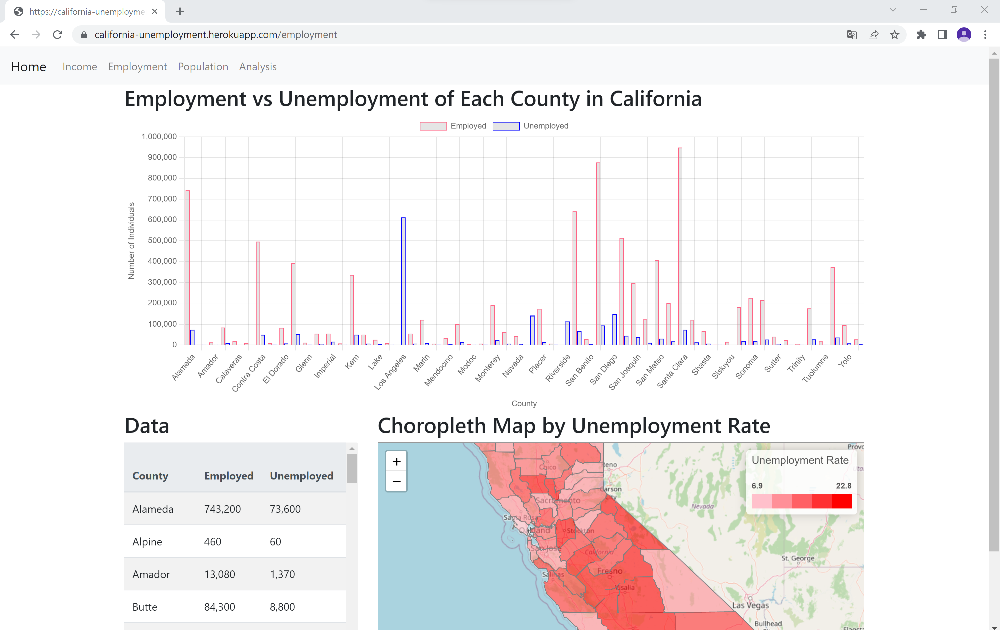 https://california-unemployme
california-unemployment.herokuapp.com/employment
Home Income Employment Population Analysis
Employment vs Unemployment of Each County in California
Employed Unemployed
1,000,000
900,000
800,000
700,000
600,000
500,000
400,000
300,000
200,000
100,000
0
Number of Individuals
Alameda Amador Calaveras Contra Costa El Dorado Glenn Imperial Kern Lake Los Angeles Marin Mendocino Modoc Monterey Nevada Placer Riverside San Benito San Diego San Joaquin San Mateo Santa Clara Shasta Siskiyou Sonoma Sutter Trinity Tuolumne Yolo
County
Data
County Employed Unemployed
Alameda 743,200 73,600
Alpine 460 60
Amador 13,080 1,370
Butte 84,300 8,800
Choropleth Map by Unemployment Rate
+
−
Unemployment Rate
6.9 22.8
Provo
Utah
Reno
Chico
Carson
City
Sacramento
Nevada
Santa Rosa
Oakland
Stockton
San Jose
California
St. George
Fresno
Salinas
Visalia
Las Vegas
Bullhead